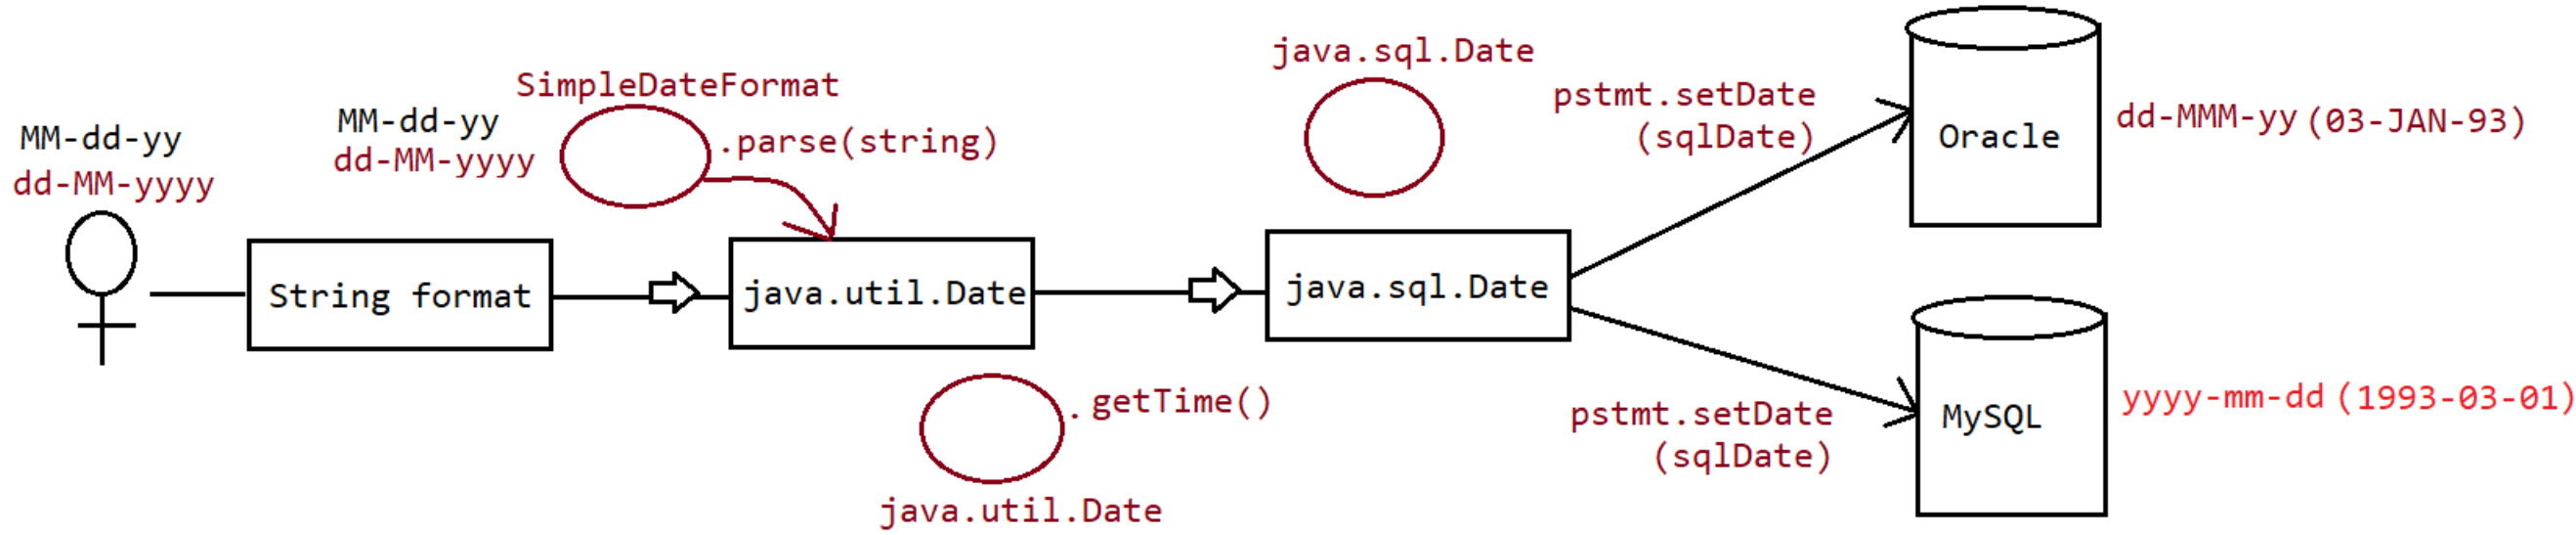 MM-dd-yy
dd-MM-yyyy
String format
SimpleDateFormat
MM-dd-yy
dd-MM-yyyy
.parse(string)
java.util.Date
.getTime()
java.util.Date
java.sql.Date
java.sql.Date
pstmt.setDate
(sqlDate)
Oracle
dd-MMM-yy (03-JAN-93)
pstmt.setDate
(sqlDate)
MySQL
yyyy-mm-dd (1993-03-01)